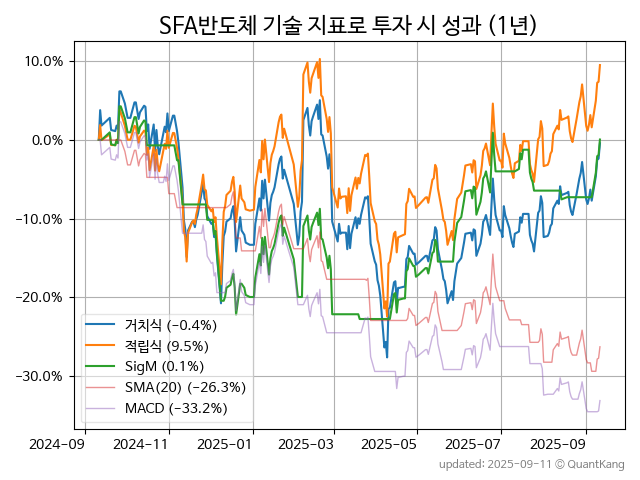 SFA반도체 기술 지표로 투자 시 성과 (1년)
10.0%
0.0%
−10.0%
−20.0%
−30.0%
거치식 (−0.4%)
적립식 (9.5%)
SigM (0.1%)
SMA(20) (−26.3%)
MACD (−33.2%)
2024-09 2024-11 2025-01 2025-03 2025-05 2025-07 2025-09
updated: 2025-09-11 © QuantKang